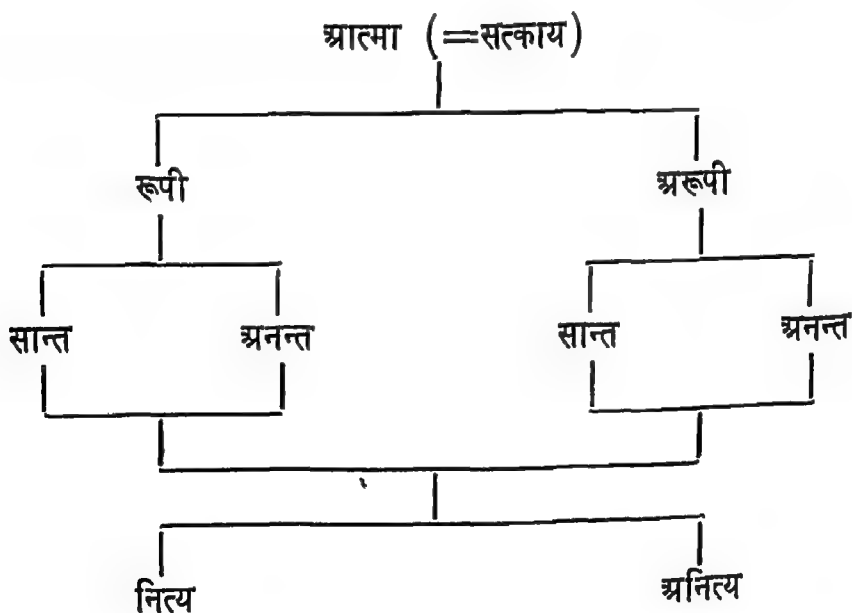 आत्मा (=सत्काय)
रूपी अरूपी
सान्त अनन्त सान्त अनन्त
नित्य अनित्य